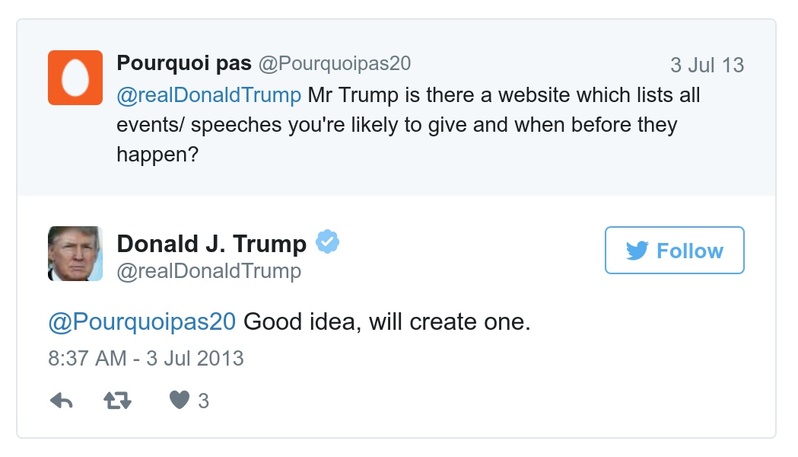 Pourquoi pas @Pourquoipas20 3 Jul 13
@realDonaldTrump Mr Trump is there a website which lists all
events/ speeches you're likely to give and when before they
happen?
Donald J. Trump
@realDonaldTrump
Follow
@Pourquoipas20 Good idea, will create one.
8:37 AM - 3 Jul 2013
3